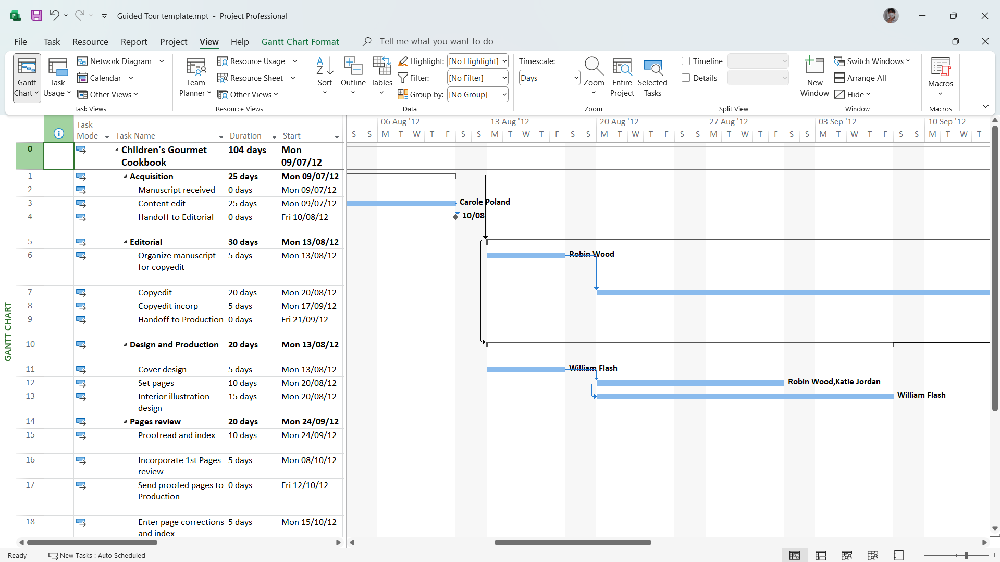 Guided Tour template.mpt - Project Professional
File Task Resource Report Project View Help Gantt Chart Format Tell me what you want to do
Gantt Chart
Task Usage
Network Diagram
Calendar
Other Views
Task Views
Team Planner
Resource Usage
Resource Sheet
Other Views
Resource Views
Sort
Outline
Tables
Highlight: [No Highlight]
Filter: [No Filter]
Group by: [No Group]
Data
Timescale:
Days
Zoom
Entire Project
Selected Tasks
Zoom
Timeline
Details
Split View
New Window
Switch Windows
Arrange All
Hide
Window
Macros
Macros
GANTT CHART
Task Mode Task Name Duration Start
06 Aug '12 13 Aug '12 20 Aug '12 27 Aug '12 03 Sep '12 10 Sep '12
S S M T W T F S S M T W T F S S M T W T F S S M T W T F S S M T W T F S S M T W T
0 Children's Gourmet Cookbook 104 days Mon 09/07/12
1 Acquisition 25 days Mon 09/07/12
2 Manuscript received 0 days Mon 09/07/12
3 Content edit 25 days Mon 09/07/12 Carole Poland
4 Handoff to Editorial 0 days Fri 10/08/12 10/08
5 Editorial 30 days Mon 13/08/12
6 Organize manuscript for copyedit 5 days Mon 13/08/12 Robin Wood
7 Copyedit 20 days Mon 20/08/12
8 Copyedit incorp 5 days Mon 17/09/12
9 Handoff to Production 0 days Fri 21/09/12
10 Design and Production 20 days Mon 13/08/12
11 Cover design 5 days Mon 13/08/12 William Flash
12 Set pages 10 days Mon 20/08/12 Robin Wood,Katie Jordan
13 Interior illustration design 15 days Mon 20/08/12 William Flash
14 Pages review 20 days Mon 24/09/12
15 Proofread and index 10 days Mon 24/09/12
16 Incorporate 1st Pages review 5 days Mon 08/10/12
17 Send proofed pages to Production 0 days Fri 12/10/12
18 Enter page corrections and index 5 days Mon 15/10/12
Ready New Tasks : Auto Scheduled